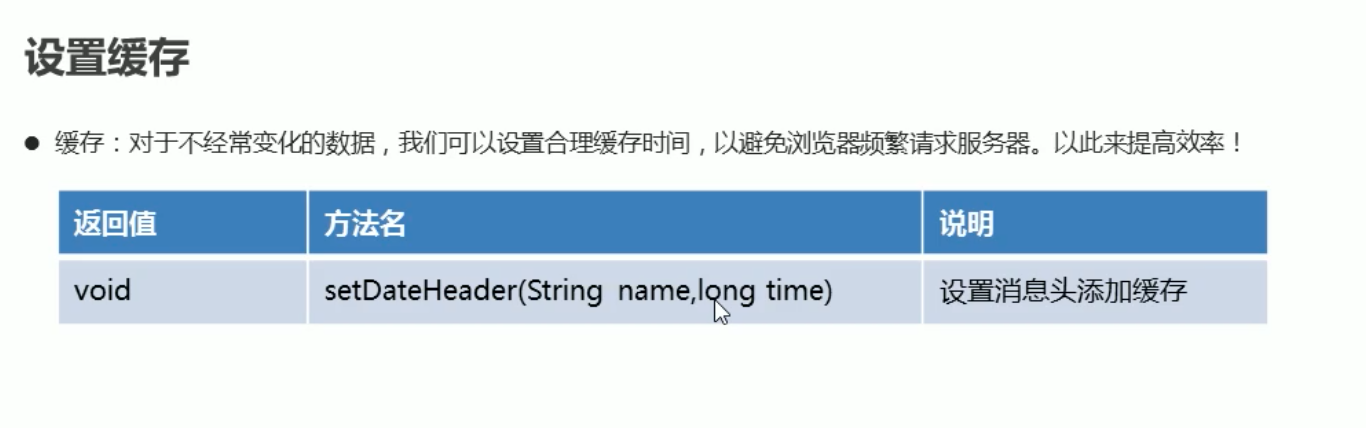 设置缓存
● 缓存：对于不经常变化的数据，我们可以设置合理缓存时间，以避免浏览器频繁请求服务器。以此来提高效率！
返回值 方法名 说明
void setDateHeader(String name,long time) 设置消息头添加缓存